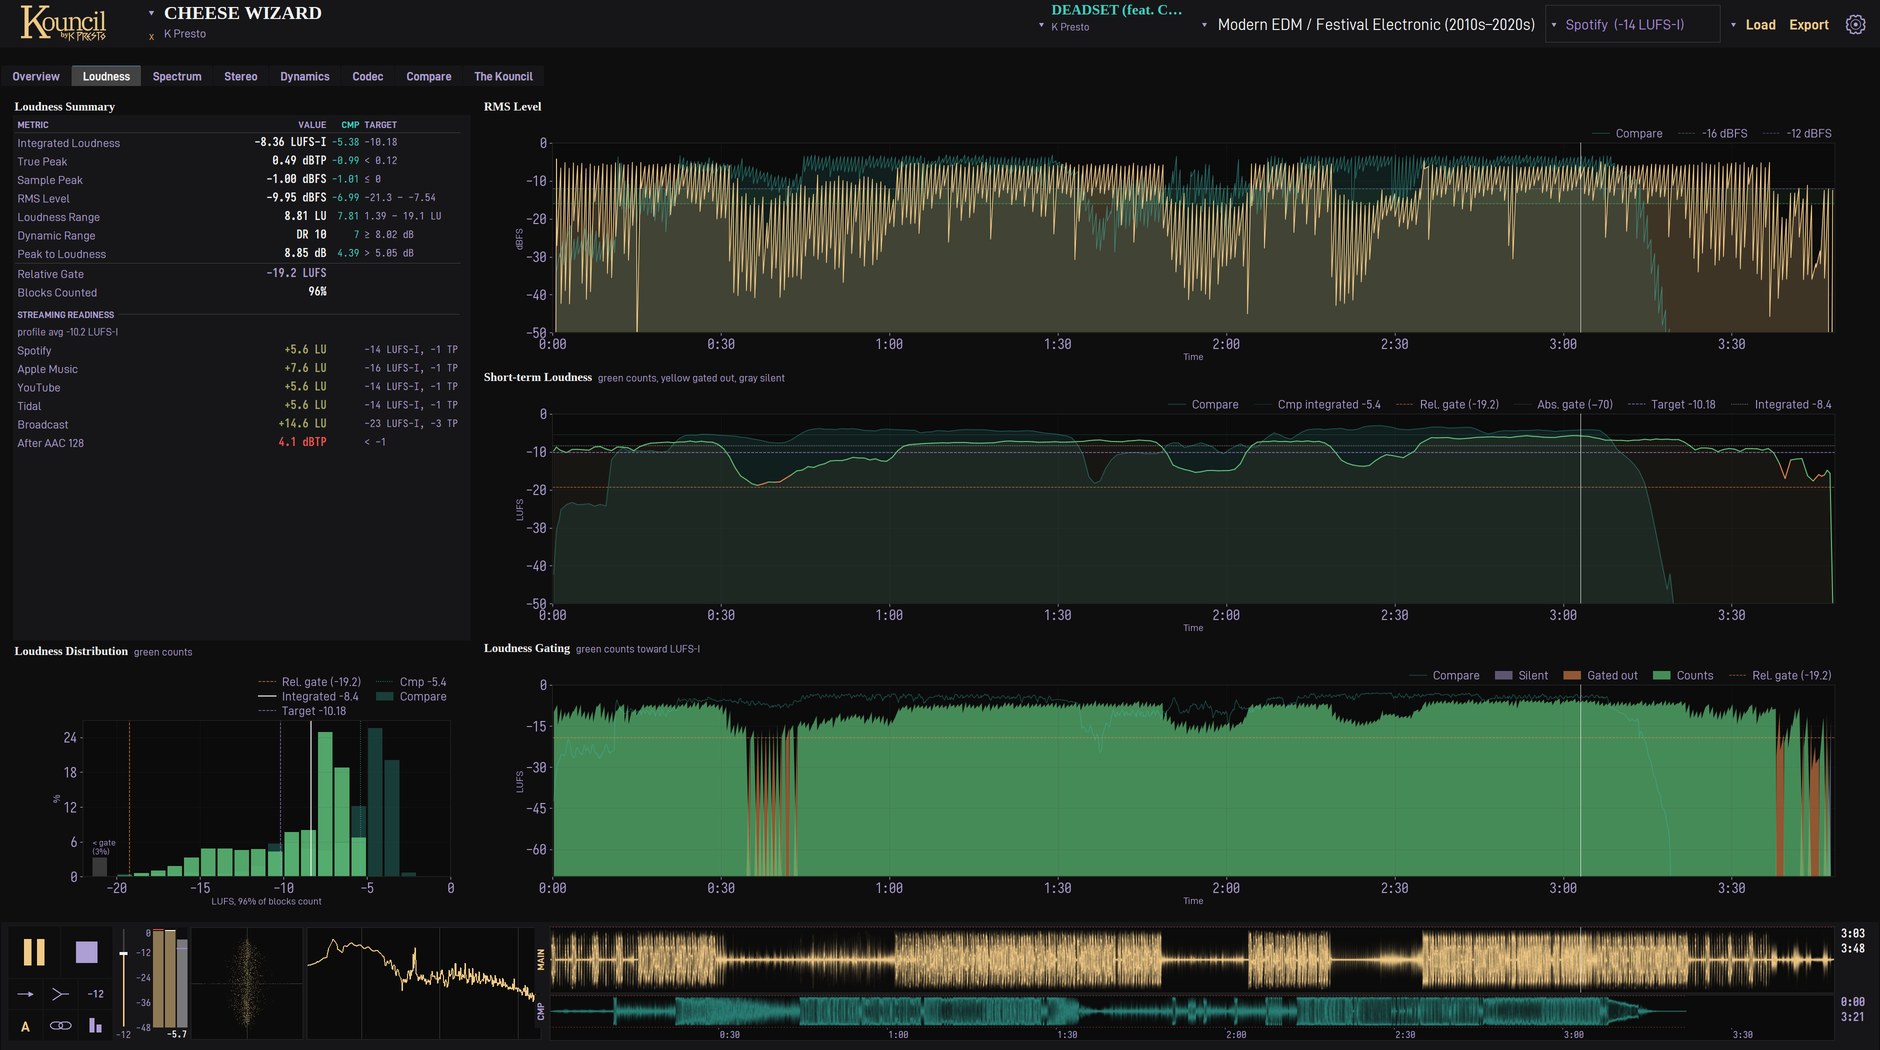 Kouncil
by K PRESTO
CHEESE WIZARD
x K Presto
DEADSET (feat. C...
K Presto
Modern EDM / Festival Electronic (2010s–2020s)
Spotify (-14 LUFS-I)
Load Export
Overview Loudness Spectrum Stereo Dynamics Codec Compare The Kouncil
Loudness Summary
METRIC VALUE CMP TARGET
Integrated Loudness -8.36 LUFS-I -5.38 -10.18
True Peak 0.49 dBTP -0.99 < 0.12
Sample Peak -1.00 dBFS -1.01 ≤ 0
RMS Level -9.95 dBFS -6.99 -21.3 – -7.54
Loudness Range 8.81 LU 7.81 1.39 – 19.1 LU
Dynamic Range DR 10 7 ≥ 8.02 dB
Peak to Loudness 8.85 dB 4.39 > 5.05 dB
Relative Gate -19.2 LUFS
Blocks Counted 96%
STREAMING READINESS
profile avg -10.2 LUFS-I
Spotify +5.6 LU -14 LUFS-I, -1 TP
Apple Music +7.6 LU -16 LUFS-I, -1 TP
YouTube +5.6 LU -14 LUFS-I, -1 TP
Tidal +5.6 LU -14 LUFS-I, -1 TP
Broadcast +14.6 LU -23 LUFS-I, -3 TP
After AAC 128 4.1 dBTP < -1
RMS Level
Compare -16 dBFS -12 dBFS
0
-10
-20
-30
-40
-50
dBFS
0:00 0:30 1:00 1:30 2:00 2:30 3:00 3:30
Time
Short-term Loudness green counts, yellow gated out, gray silent
Compare Cmp integrated -5.4 Rel. gate (-19.2) Abs. gate (-70) Target -10.18 Integrated -8.4
0
-10
-20
-30
-40
-50
LUFS
0:00 0:30 1:00 1:30 2:00 2:30 3:00 3:30
Time
Loudness Distribution green counts
Rel. gate (-19.2) Cmp -5.4
Integrated -8.4 Compare
Target -10.18
24
18
12
6
0
%
< gate
(3%)
-20 -15 -10 -5 0
LUFS, 96% of blocks count
Loudness Gating green counts toward LUFS-I
Compare Silent Gated out Counts Rel. gate (-19.2)
0
-15
-30
-45
-60
LUFS
0:00 0:30 1:00 1:30 2:00 2:30 3:00 3:30
Time
-12
A
-12
0
-12
-24
-36
-48
-5.7
MAIN
CMP
3:03
3:48
0:00
3:21
0:30 1:00 1:30 2:00 2:30 3:00 3:30